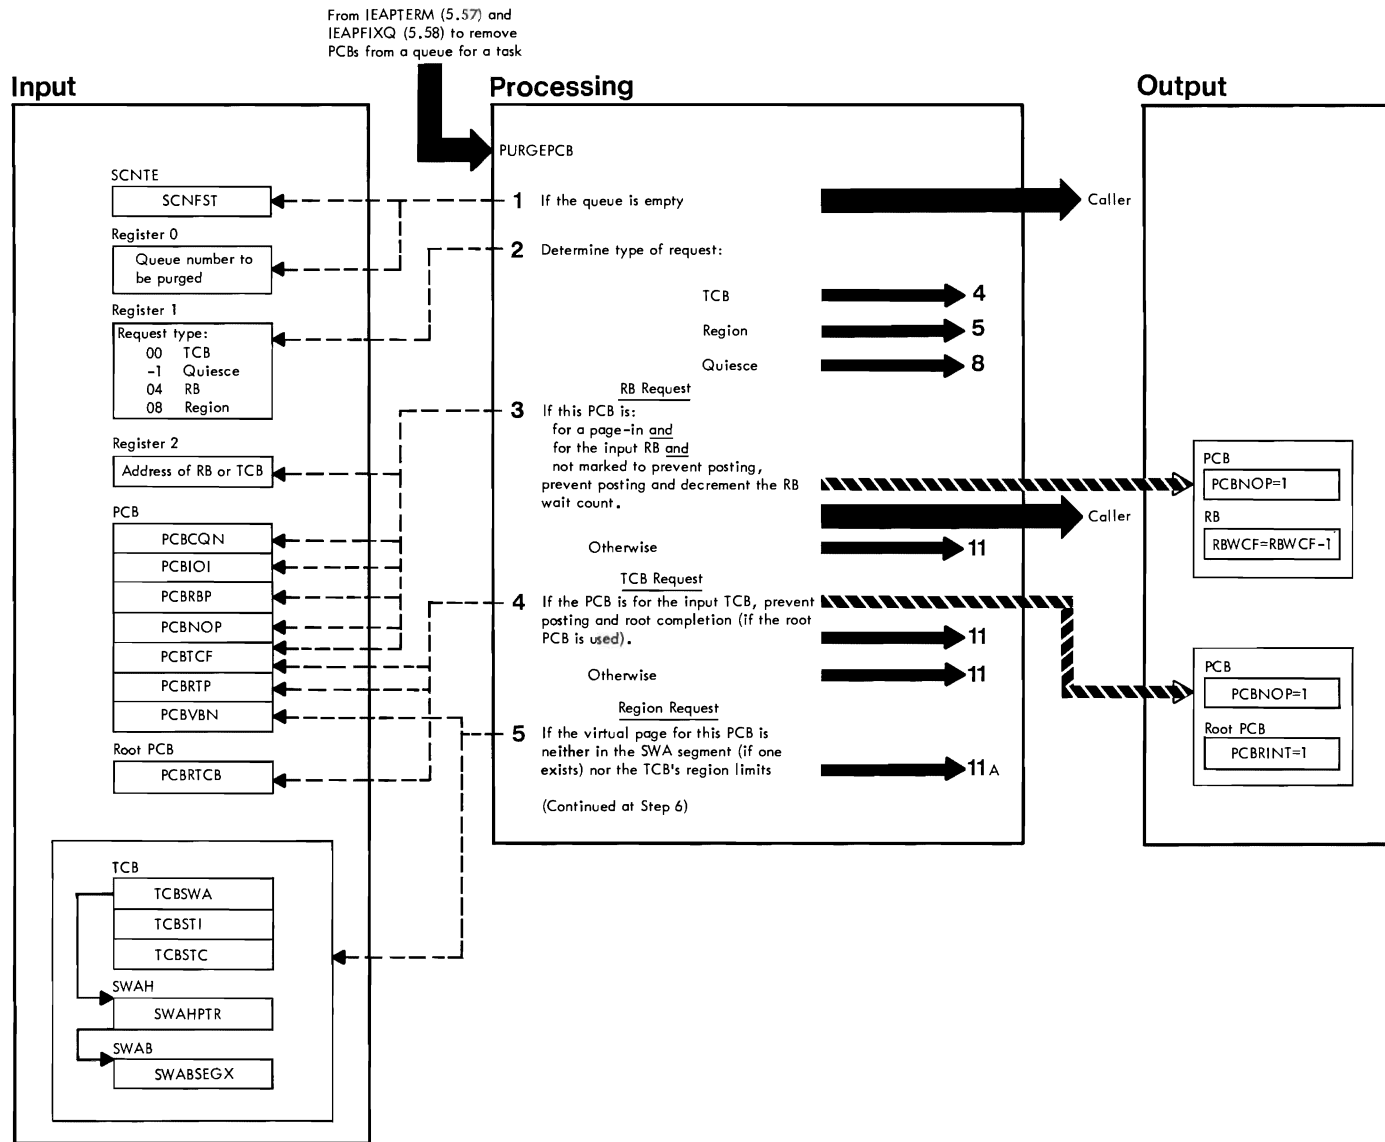 From IEAPTERM (5.57) and
IEAPFIXQ (5.58) to remove
PCBs from a queue for a task
Input
SCNTE
SCNFST
Register 0
Queue number to
be purged
Register 1
Request type:
00 TCB
-1 Quiesce
04 RB
08 Region
Register 2
Address of RB or TCB
PCB
PCBCQN
PCBIOI
PCBRBP
PCBNOP
PCBTCF
PCBRTP
PCBVBN
Root PCB
PCBRTCB
TCB
TCBSWA
TCBSTI
TCBSTC
SWAH
SWAHPTR
SWAB
SWABSEGX
Processing
PURGEPCB
1 If the queue is empty
Caller
2 Determine type of request:
TCB 4
Region 5
Quiesce 8
RB Request
3 If this PCB is:
for a page-in and
for the input RB and
not marked to prevent posting,
prevent posting and decrement the RB
wait count.
Caller
Otherwise 11
TCB Request
4 If the PCB is for the input TCB, prevent
posting and root completion (if the root
PCB is used). 11
Otherwise 11
Region Request
5 If the virtual page for this PCB is
neither in the SWA segment (if one
exists) nor the TCB's region limits 11A
(Continued at Step 6)
Output
PCB
PCBNOP=1
RB
RBWCF=RBWCF-1
PCB
PCBNOP=1
Root PCB
PCBRINT=1